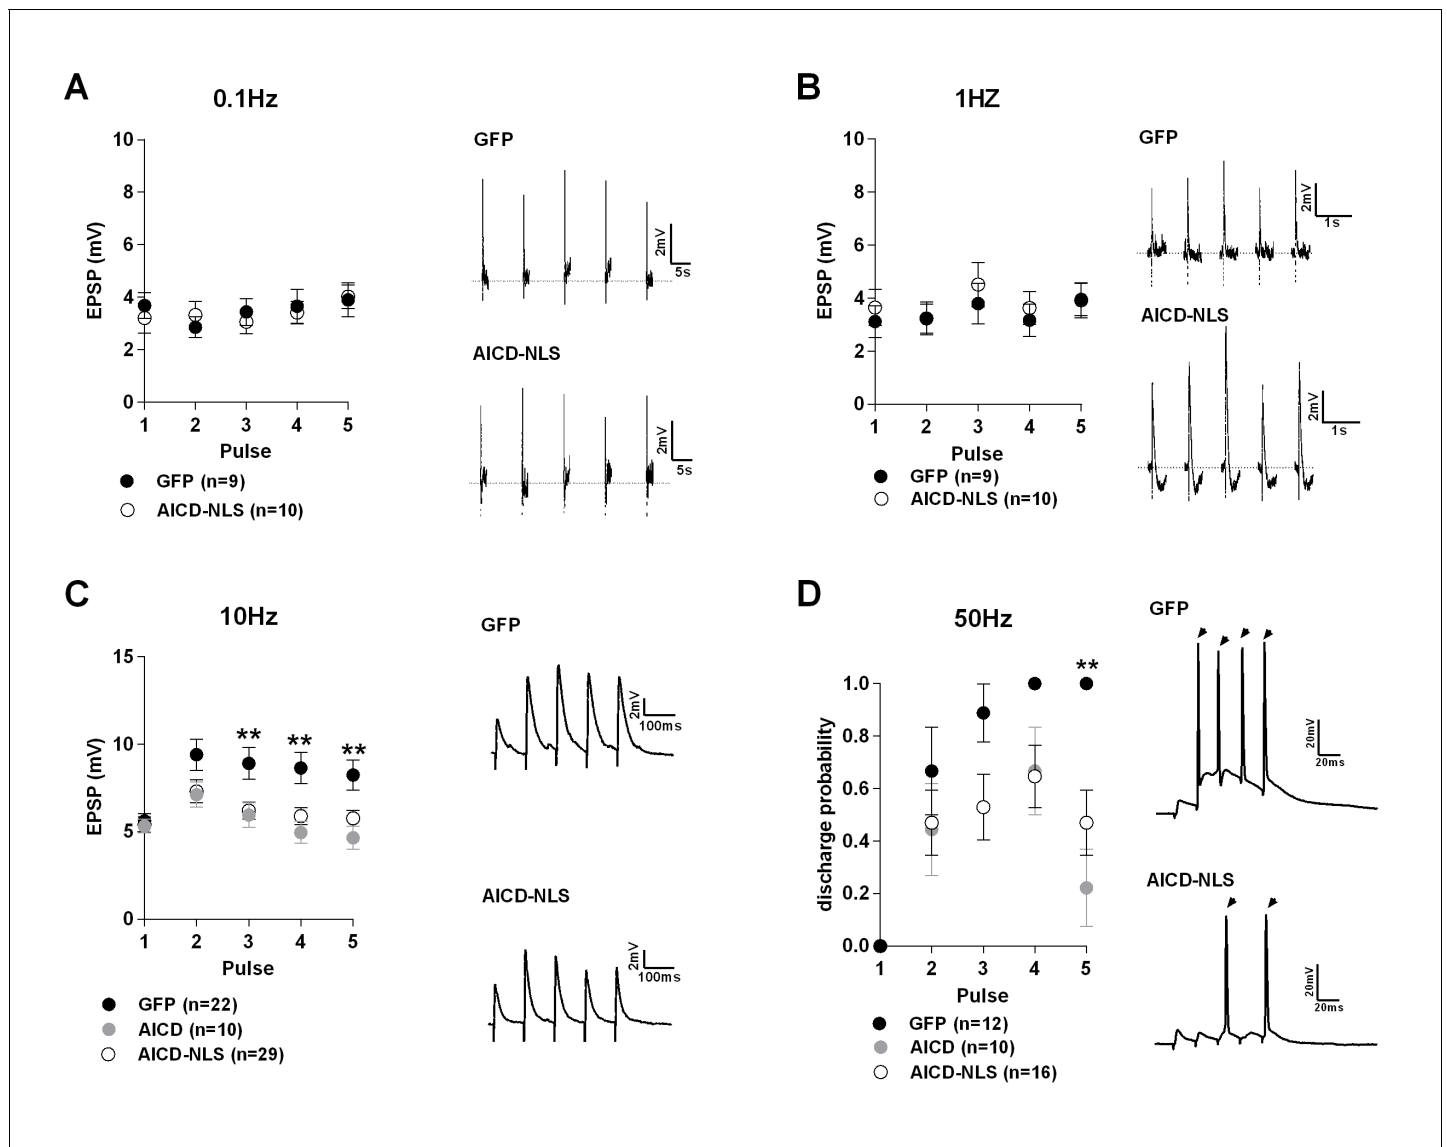 A
0.1Hz
10
8
6
4
2
0
EPSP (mV)
1 2 3 4 5
Pulse
GFP (n=9)
AICD-NLS (n=10)
GFP
2mV
5s
AICD-NLS
2mV
5s
B
1HZ
10
8
6
4
2
0
EPSP (mV)
1 2 3 4 5
Pulse
GFP (n=9)
AICD-NLS (n=10)
GFP
2mV
1s
AICD-NLS
2mV
1s
C
10Hz
15
10
5
0
EPSP (mV)
** ** **
1 2 3 4 5
Pulse
GFP (n=22)
AICD (n=10)
AICD-NLS (n=29)
GFP
2mV
100ms
AICD-NLS
2mV
100ms
D
50Hz
**
1.0
0.8
0.6
0.4
0.2
0.0
discharge probability
1 2 3 4 5
Pulse
GFP (n=12)
AICD (n=10)
AICD-NLS (n=16)
GFP
20mV
20ms
AICD-NLS
20mV
20ms